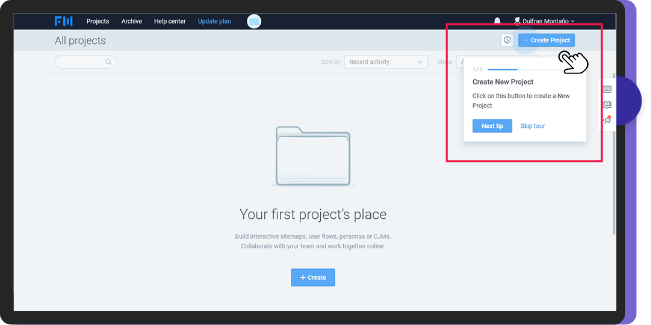 FM Projects Archive Help center Update plan Dulfran Montaño
All projects
+ Create Project
Sort by Recent activity Show
1 / 2
Create New Project
Click on this button to create a New
Project
Next tip Skip tour
Your first project's place
Build interactive sitemaps, user flows, personas or CJMs.
Collaborate with your team and work together online.
+ Create